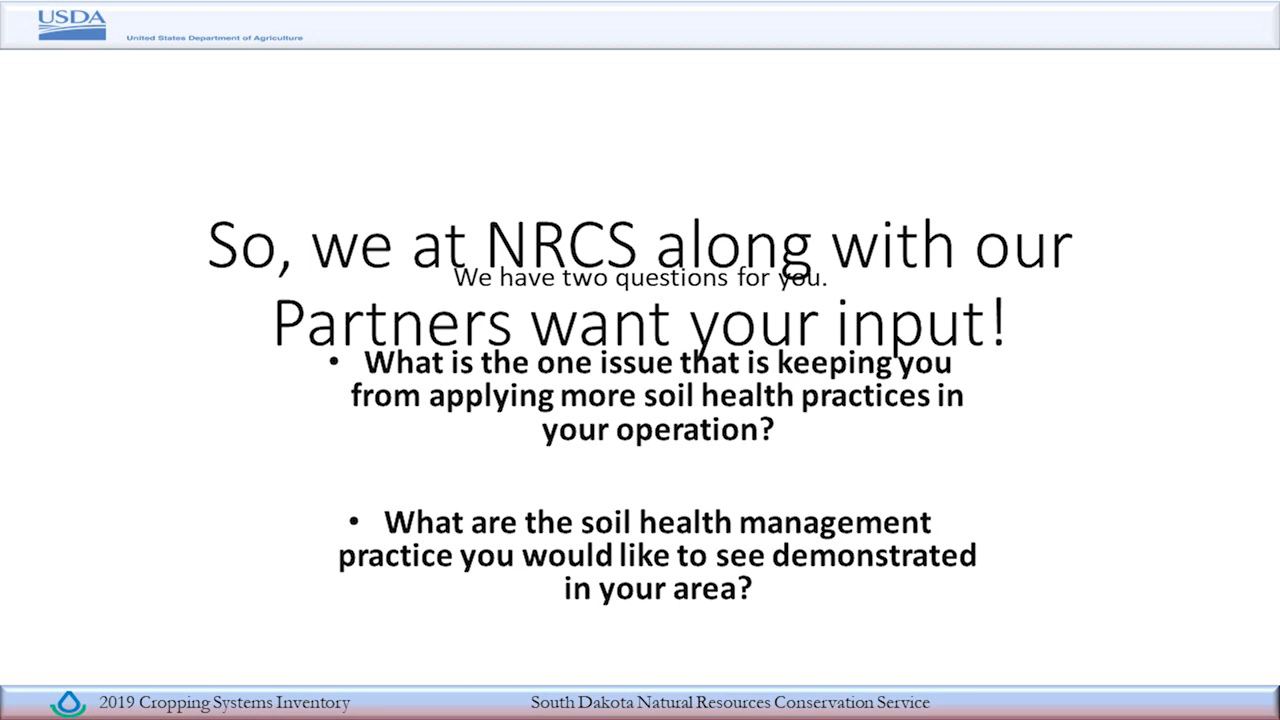 USDA
United States Department of Agriculture
So, we at NRCS along with our
We have two questions for you.
Partners want your input!
• What is the one issue that is keeping you
from applying more soil health practices in
your operation?
• What are the soil health management
practice you would like to see demonstrated
in your area?
2019 Cropping Systems Inventory
South Dakota Natural Resources Conservation Service